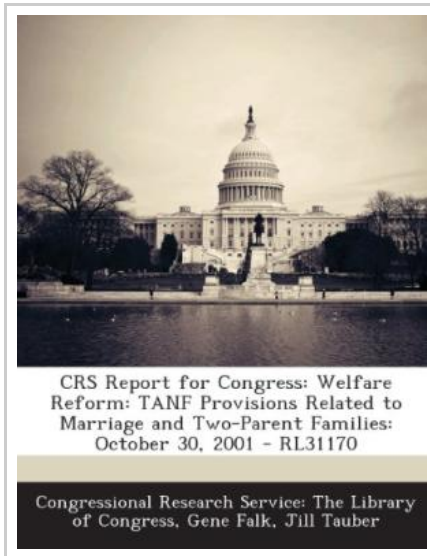 CRS Report for Congress: Welfare
Reform: TANF Provisions Related to
Marriage and Two-Parent Families:
October 30, 2001 - RL31170
Congressional Research Service: The Library
of Congress, Gene Falk, Jill Tauber